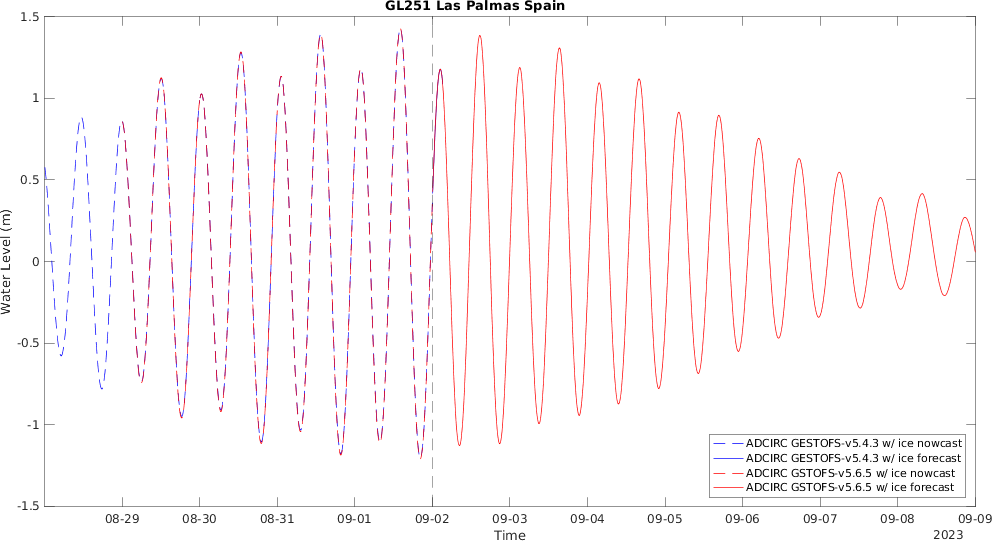 GL251 Las Palmas Spain
1.5
1
0.5
0
-0.5
-1
-1.5
Water Level (m)
ADCIRC GESTOFS-v5.4.3 w/ ice nowcast
ADCIRC GESTOFS-v5.4.3 w/ ice forecast
ADCIRC GSTOFS-v5.6.5 w/ ice nowcast
ADCIRC GSTOFS-v5.6.5 w/ ice forecast
08-29 08-30 08-31 09-01 09-02 09-03 09-04 09-05 09-06 09-07 09-08 09-09
Time
2023